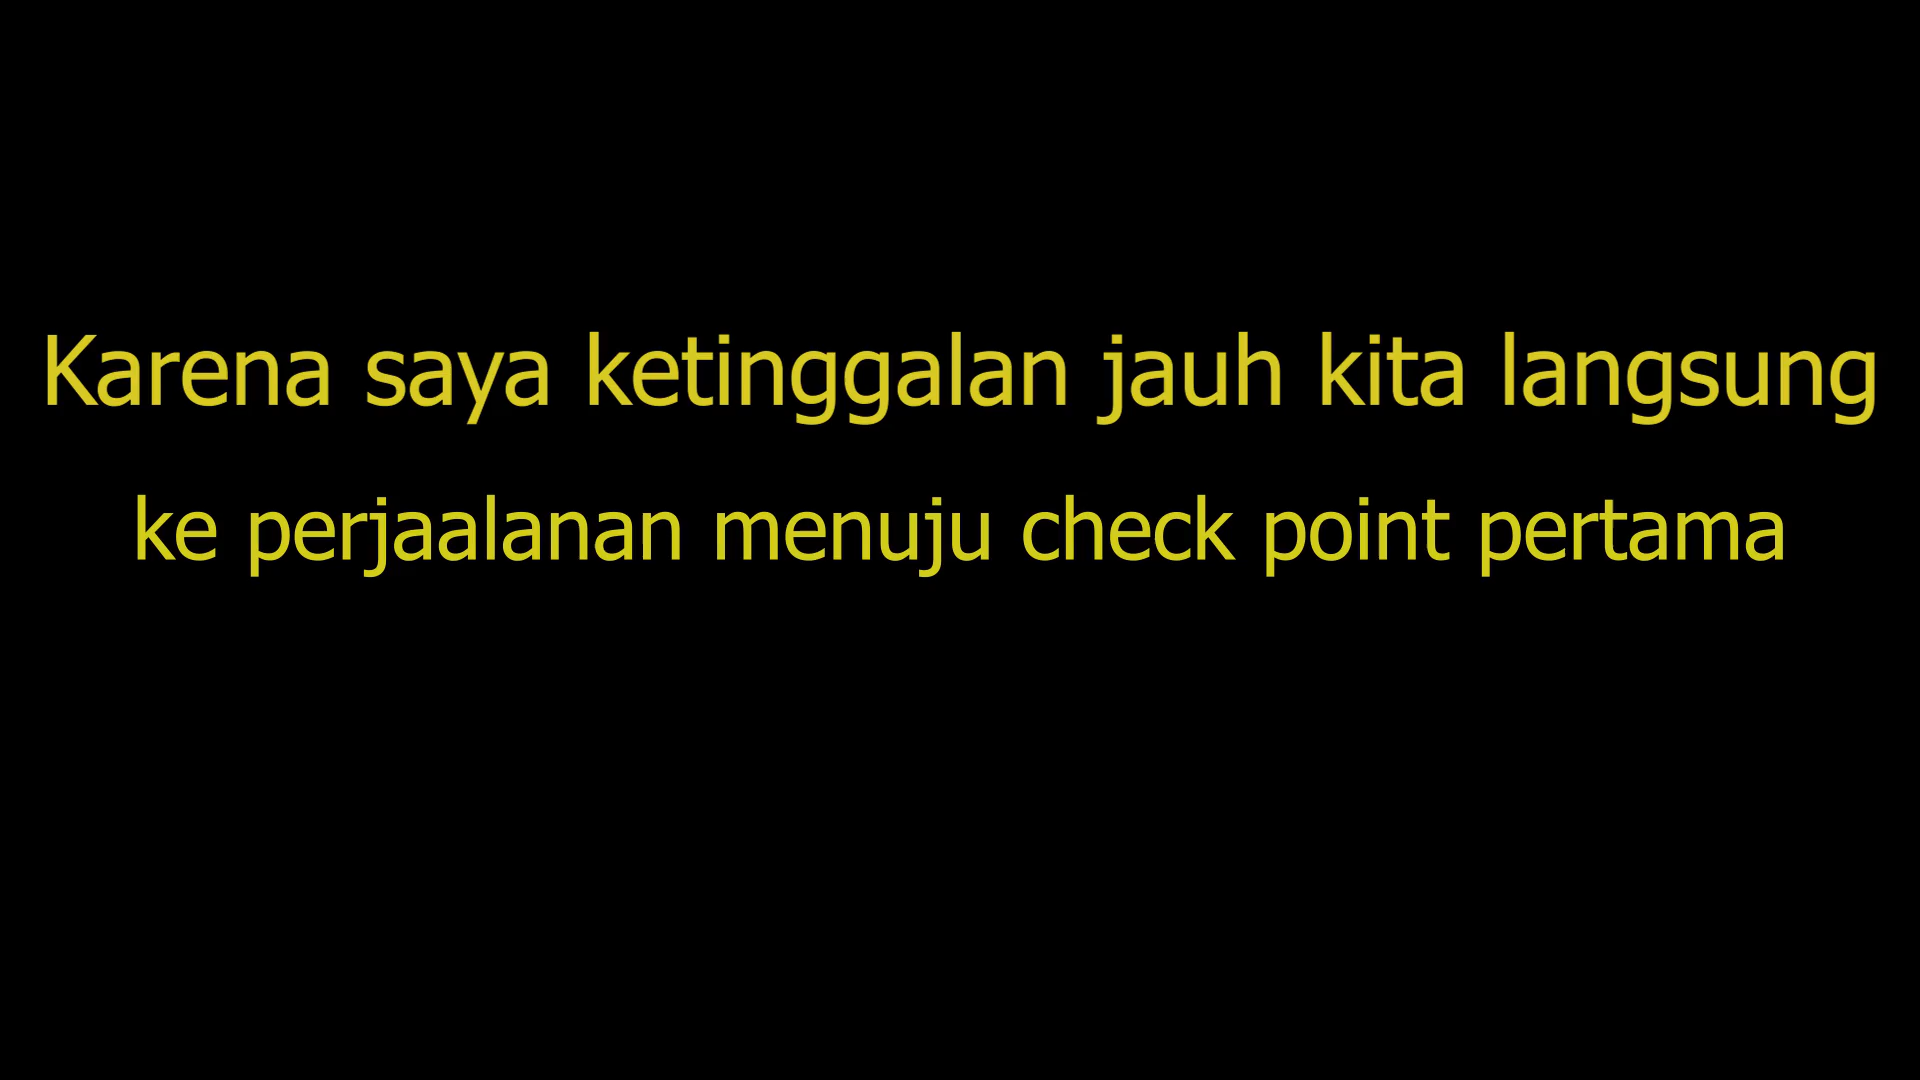 Karena saya ketinggalan jauh kita langsung
ke perjaalanan menuju check point pertama